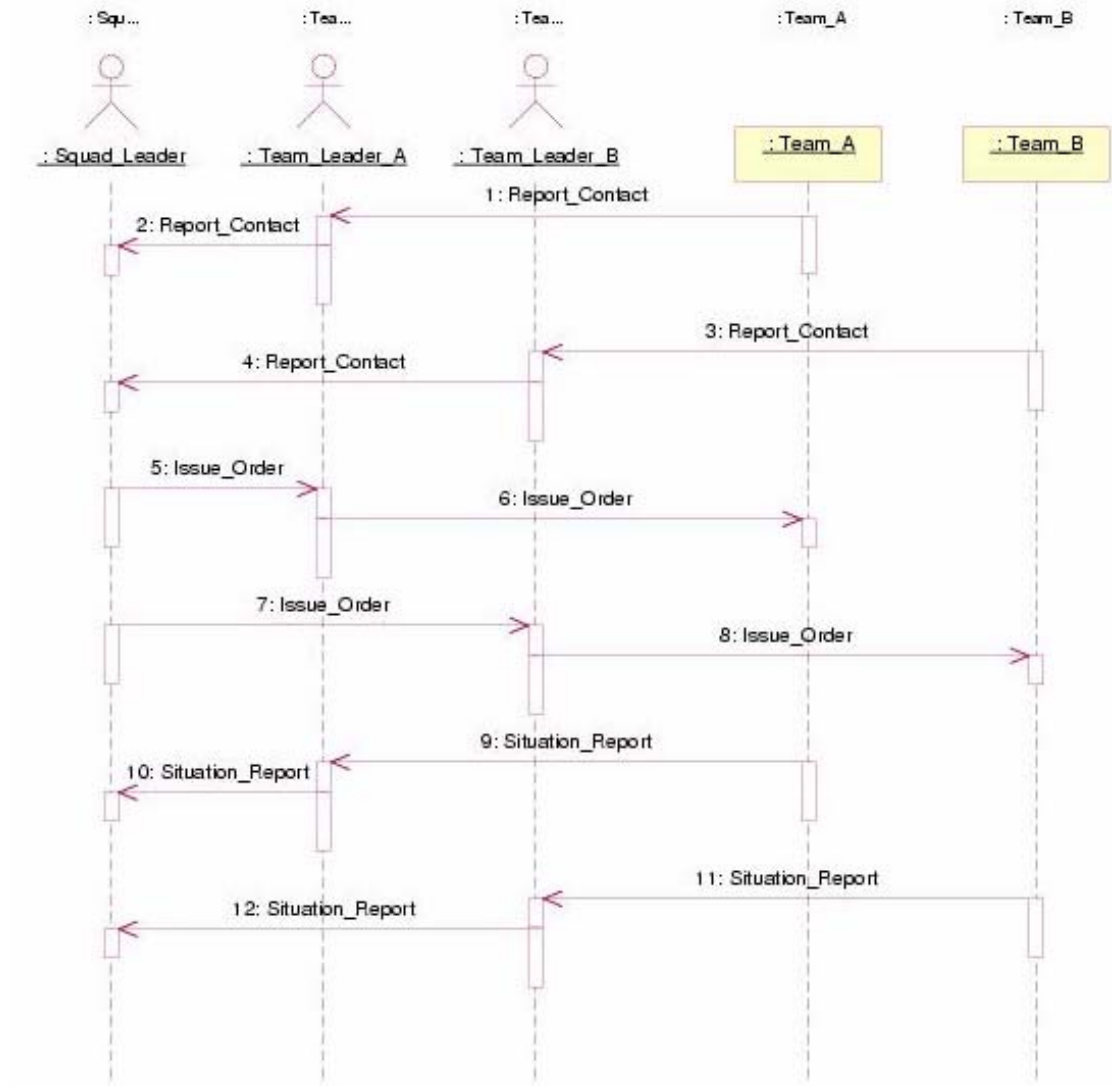 : Squ...
: Tea...
: Tea...
: Team_A
: Team_B
: Squad_Leader
: Team_Leader_A
: Team_Leader_B
: Team_A
: Team_B
1: Report_Contact
2: Report_Contact
3: Report_Contact
4: Report_Contact
5: Issue_Order
6: Issue_Order
7: Issue_Order
8: Issue_Order
9: Situation_Report
10: Situation_Report
11: Situation_Report
12: Situation_Report